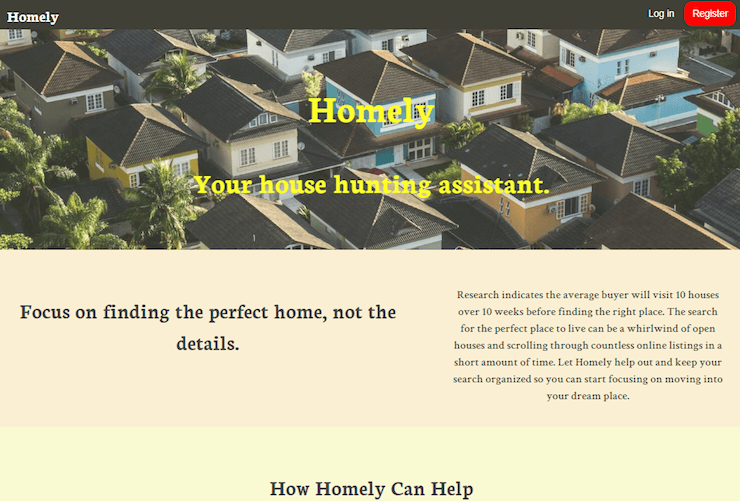 Homely
Log in
Register
Homely
Your house hunting assistant.
Focus on finding the perfect home, not the
details.
Research indicates the average buyer will visit 10 houses
over 10 weeks before finding the right place. The search
for the perfect place to live can be a whirlwind of open
houses and scrolling through countless online listings in a
short amount of time. Let Homely help out and keep your
search organized so you can start focusing on moving into
your dream place.
How Homely Can Help